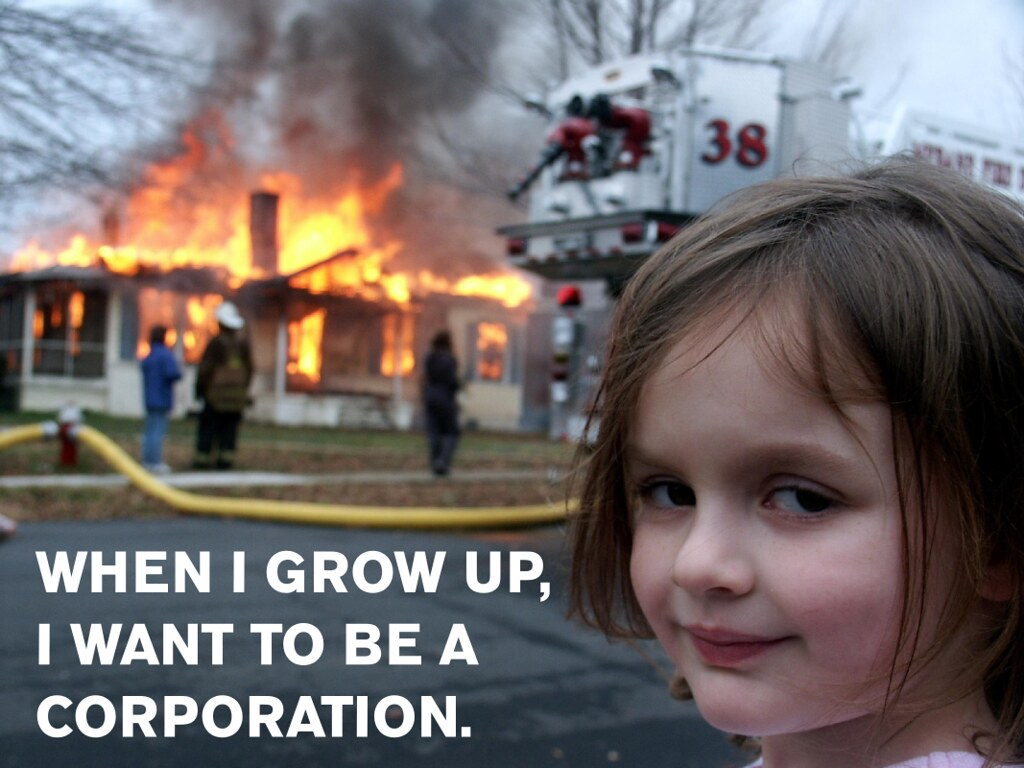 38
WHEN I GROW UP,
I WANT TO BE A
CORPORATION.